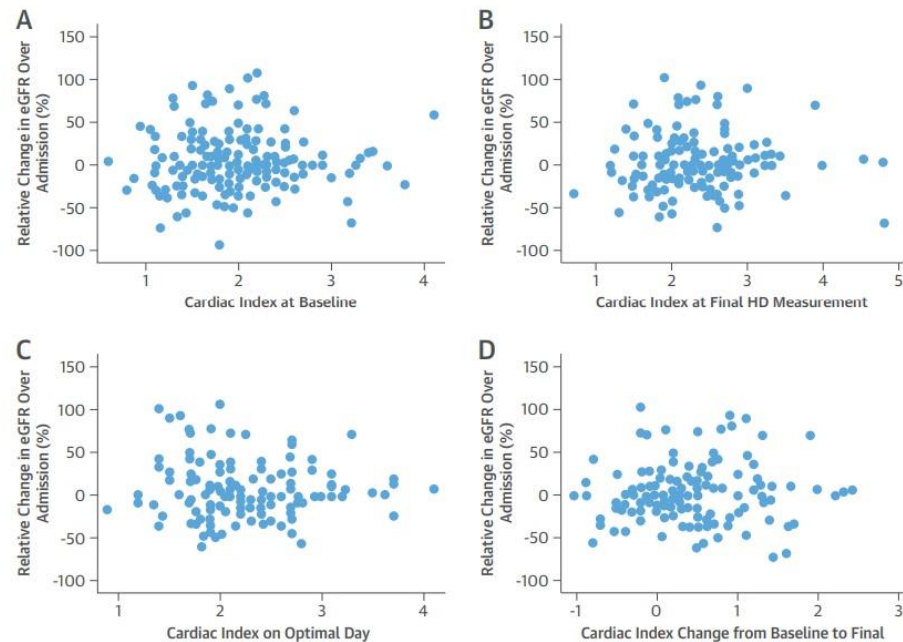 A
150
100
50
0
-50
-100
Relative Change in eGFR Over
Admission (%)
1
2
3
4
Cardiac Index at Baseline
B
150
100
50
0
-50
-100
Relative Change in eGFR Over
Admission (%)
1
2
3
4
5
Cardiac Index at Final HD Measurement
C
150
100
50
0
-50
-100
Relative Change in eGFR Over
Admission (%)
1
2
3
4
Cardiac Index on Optimal Day
D
150
100
50
0
-50
-100
Relative Change in eGFR Over
Admission (%)
-1
0
1
2
3
Cardiac Index Change from Baseline to Final